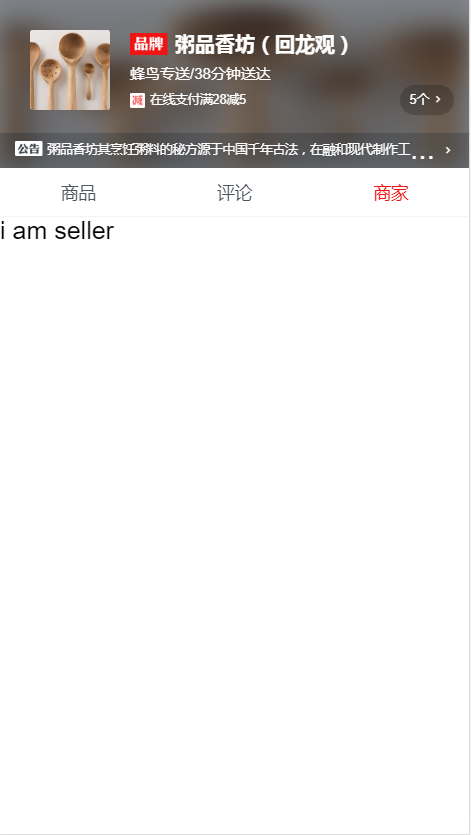 品牌 粥品香坊（回龙观）
蜂鸟专送/38分钟送达
减 在线支付满28减5
5个 >
公告 粥品香坊其烹饪粥料的秘方源于中国千年古法，在融和现代制作工... >
商品 评论 商家
i am seller